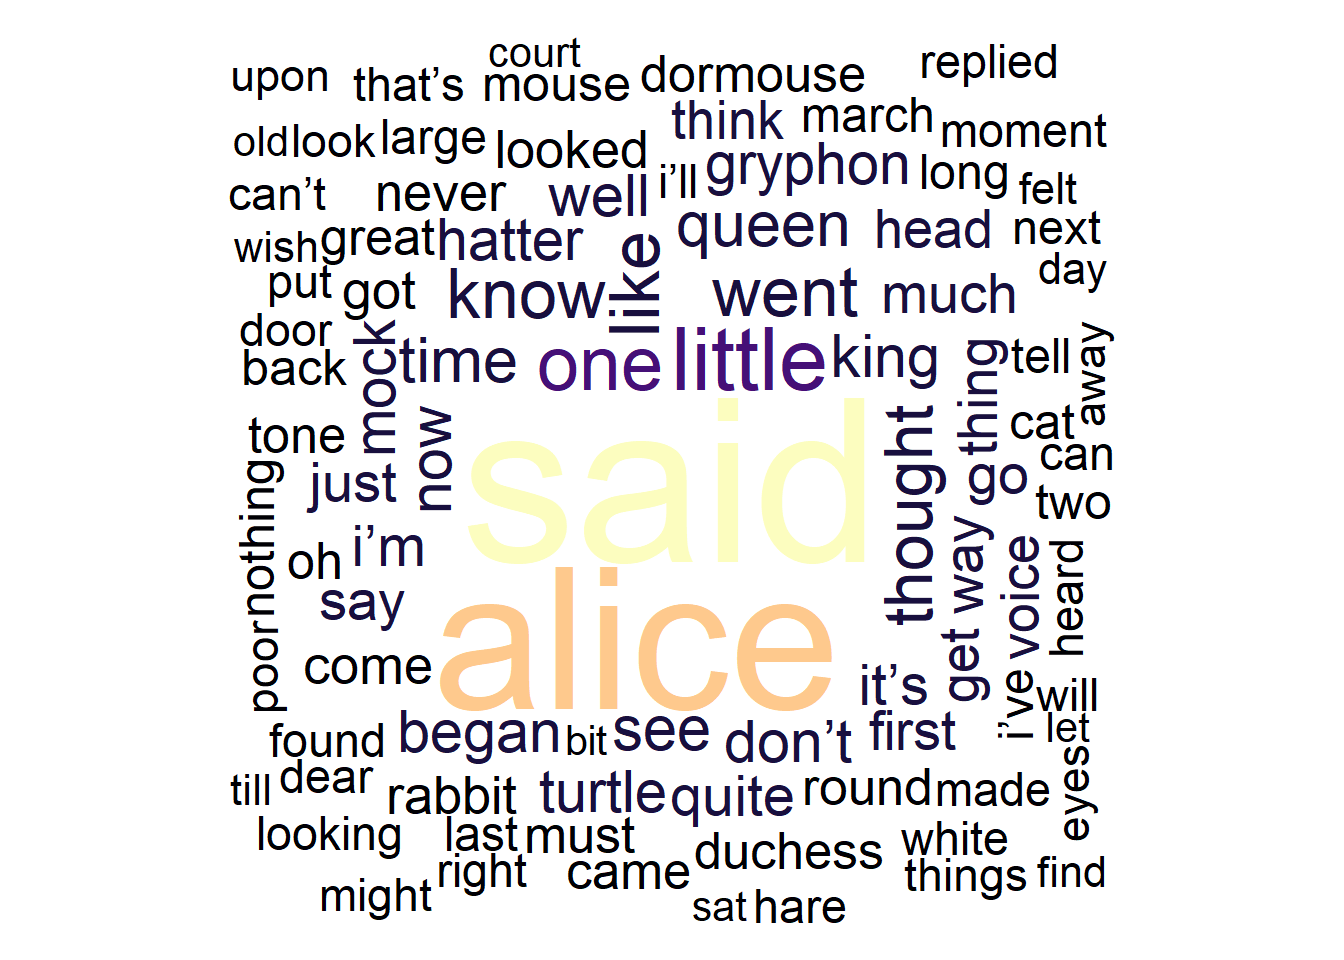 court
upon that’s mouse dormouse replied
think march moment
old look large looked
can’t never well i’ll gryphon long felt
wish great hatter like queen head next
put got know went much day
door
back mock time one little king thing tell away
tone now said thought cat
just go can
nothing two
oh i’m way voice heard
say alice get
poor come it’s i’ve will
found began bit see don’t first let
till dear rabbit turtle quite round made eyes
looking last must duchess white
might right came things find
sat hare